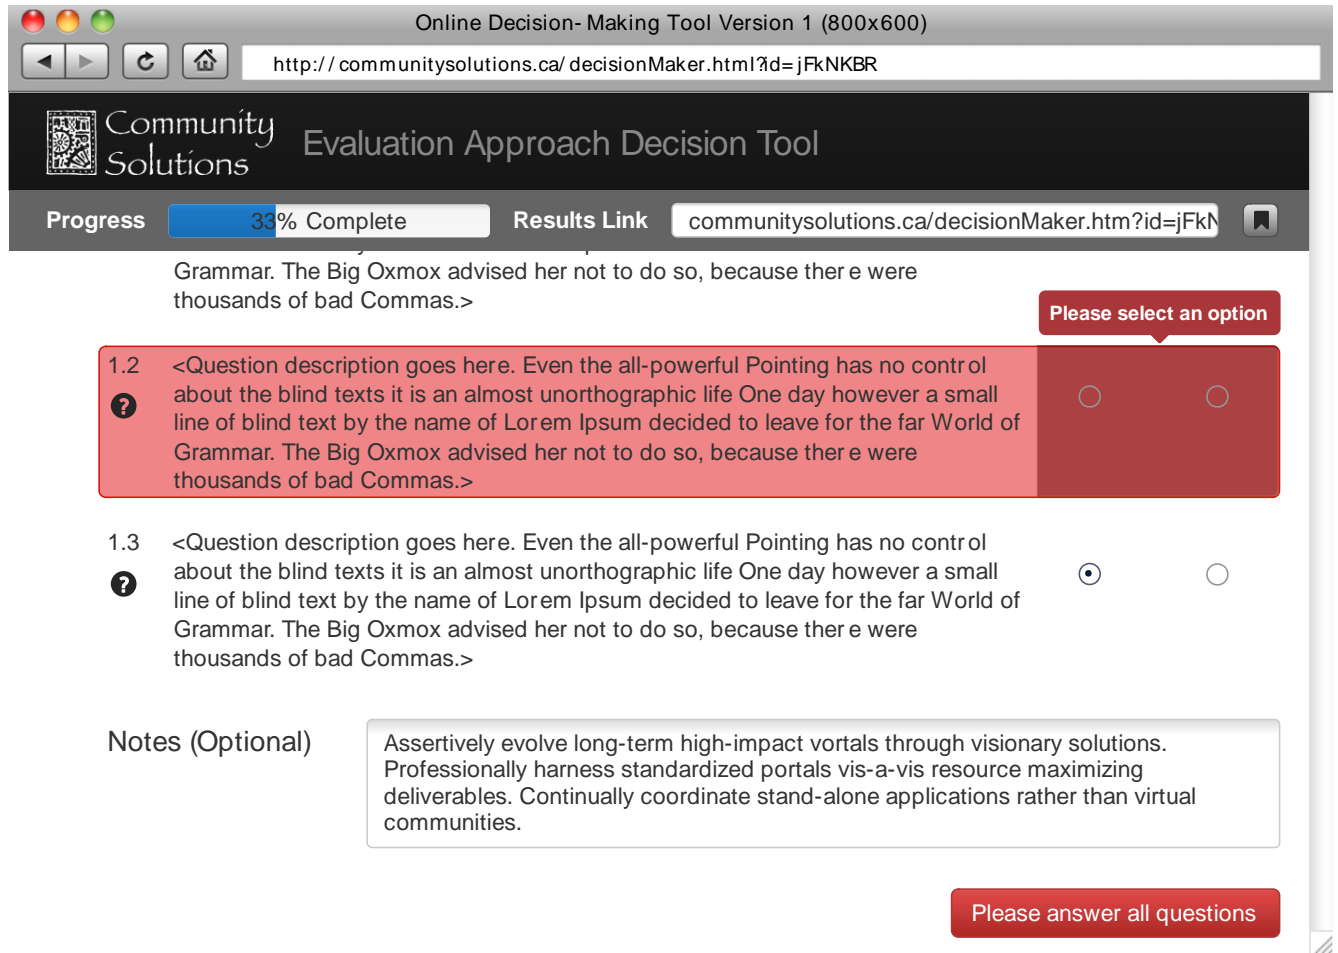 Online Decision- Making Tool Version 1 (800x600)
http://communitysolutions.ca/decisionMaker.html?id=jFkNKBR
Community
Solutions
Evaluation Approach Decision Tool
Progress
33% Complete
Results Link
communitysolutions.ca/decisionMaker.htm?id=jFkN
Grammar. The Big Oxmox advised her not to do so, because there were
thousands of bad Commas.>
Please select an option
1.2
<Question description goes here. Even the all-powerful Pointing has no control
about the blind texts it is an almost unorthographic life One day however a small
line of blind text by the name of Lorem Ipsum decided to leave for the far World of
Grammar. The Big Oxmox advised her not to do so, because there were
thousands of bad Commas.>
1.3
<Question description goes here. Even the all-powerful Pointing has no control
about the blind texts it is an almost unorthographic life One day however a small
line of blind text by the name of Lorem Ipsum decided to leave for the far World of
Grammar. The Big Oxmox advised her not to do so, because there were
thousands of bad Commas.>
Notes (Optional)
Assertively evolve long-term high-impact vortals through visionary solutions.
Professionally harness standardized portals vis-a-vis resource maximizing
deliverables. Continually coordinate stand-alone applications rather than virtual
communities.
Please answer all questions